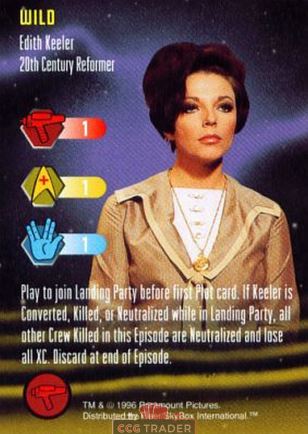 WILD
Edith Keeler
20th Century Reformer
1
1
1
Play to join Landing Party before first Plot card. If Keeler is
Converted, Killed, or Neutralized while in Landing Party, all
other Crew Killed in this Episode are Neutralized and lose
all XC. Discard at end of Episode.
TM & © 1996 Paramount Pictures.
Distributed by SkyBox International.™
CCG TRADER